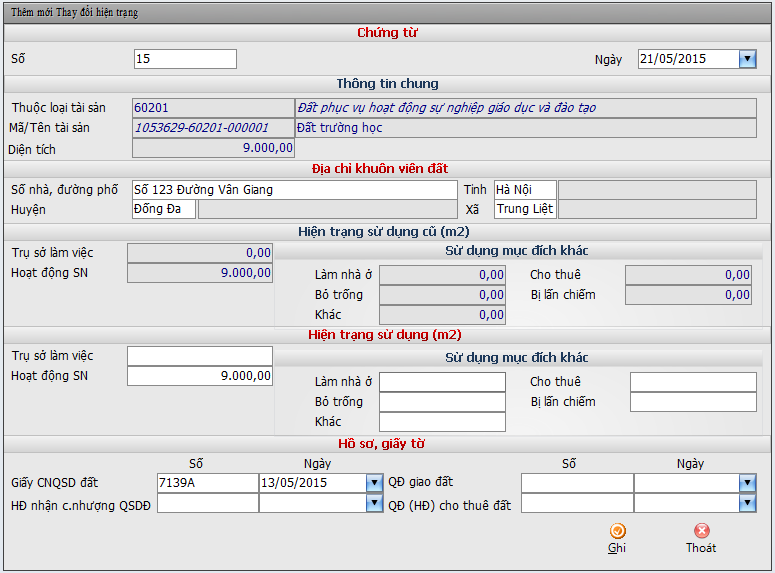 Thêm mới Thay đổi hiện trạng
Chứng từ
Số 15 Ngày 21/05/2015
Thông tin chung
Thuộc loại tài sản 60201 Đất phục vụ hoạt động sự nghiệp giáo dục và đào tạo
Mã/Tên tài sản 1053629-60201-000001 Đất trường học
Diện tích 9.000,00
Địa chỉ khuôn viên đất
Số nhà, đường phố Số 123 Đường Văn Giang Tỉnh Hà Nội
Huyện Đống Đa Xã Trung Liệt
Hiện trạng sử dụng cũ (m2)
Trụ sở làm việc 0,00 Sử dụng mục đích khác
Hoạt động SN 9.000,00 Làm nhà ở 0,00 Cho thuê 0,00
Bỏ trống 0,00 Bị lấn chiếm 0,00
Khác 0,00
Hiện trạng sử dụng (m2)
Trụ sở làm việc Sử dụng mục đích khác
Hoạt động SN 9.000,00 Làm nhà ở Cho thuê
Bỏ trống Bị lấn chiếm
Khác
Hồ sơ, giấy tờ
Số Ngày Số Ngày
Giấy CNQSD đất 7139A 13/05/2015 QĐ giao đất
HĐ nhận c.nhượng QSDĐ QĐ (HĐ) cho thuê đất
Ghi Thoát